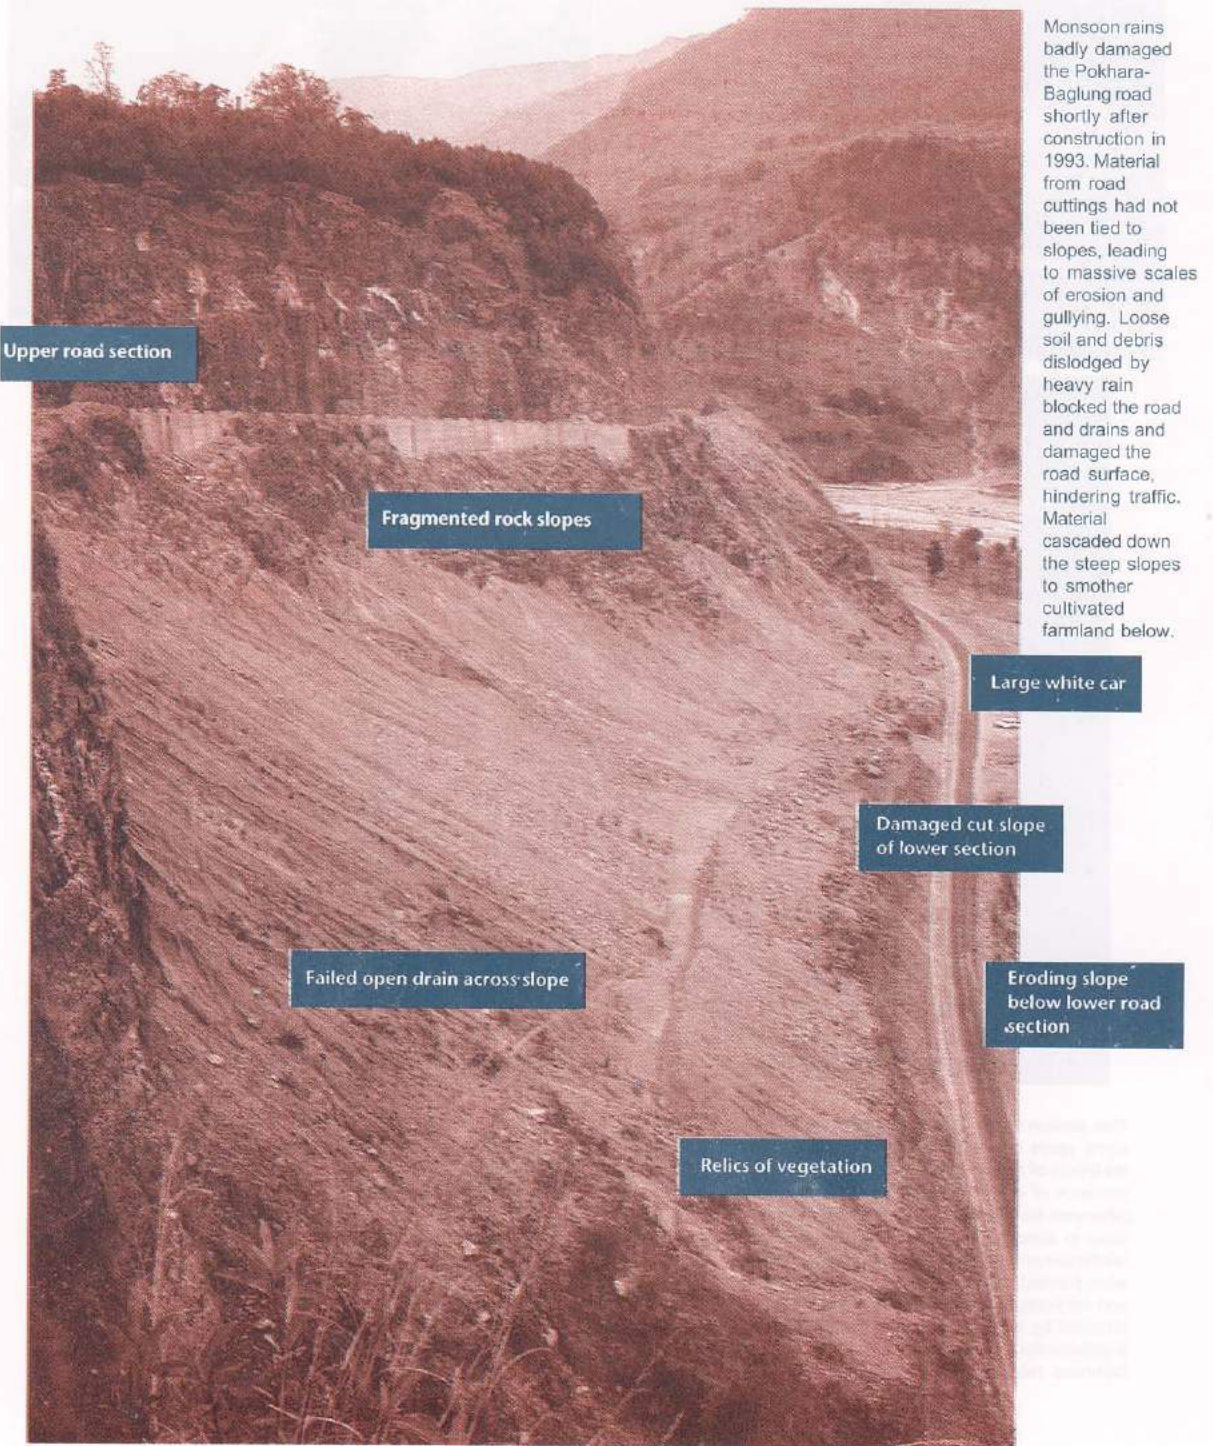 Monsoon rains
badly damaged
the Pokhara-
Baglung road
shortly after
construction in
1993. Material
from road
cuttings had not
been tied to
slopes, leading
to massive scales
of erosion and
gullying. Loose
soil and debris
dislodged by
heavy rain
blocked the road
and drains and
damaged the
road surface,
hindering traffic.
Material
cascaded down
the steep slopes
to smother
cultivated
farmland below.
Upper road section
Fragmented rock slopes
Large white car
Damaged cut slope
of lower section
Failed open drain across slope
Eroding slope
below lower road
section
Relics of vegetation